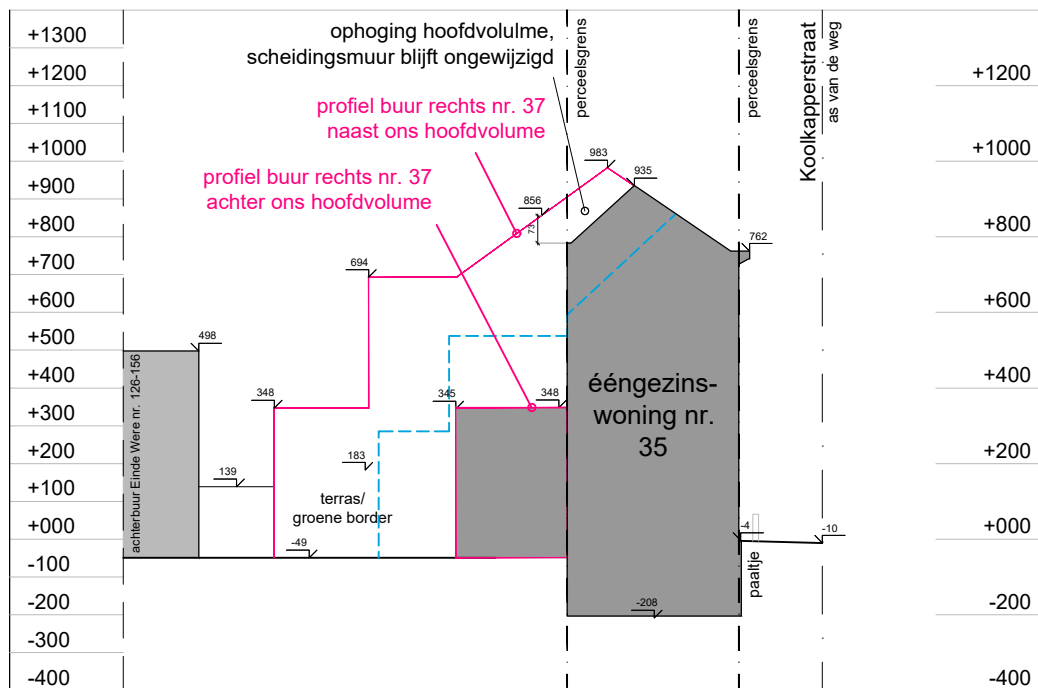 +1300
+1200
+1100
+1000
+900
+800
+700
+600
+500
+400
+300
+200
+100
+000
-100
-200
-300
-400
ophoging hoofdvolulme,
scheidingsmuur blijft ongewijzigd
profiel buur rechts nr. 37
naast ons hoofdvolume
profiel buur rechts nr. 37
achter ons hoofdvolume
perceelsgrens
perceelsgrens
Koolkapperstraat
as van de weg
983
935
856
73
762
694
498
348
345
348
183
139
-49
-4
-10
-208
achterbuur Einde Were nr. 126-156
terras/
groene border
ééngezins-
woning nr.
35
paaltje
+1200
+1000
+800
+600
+400
+200
+000
-200
-400